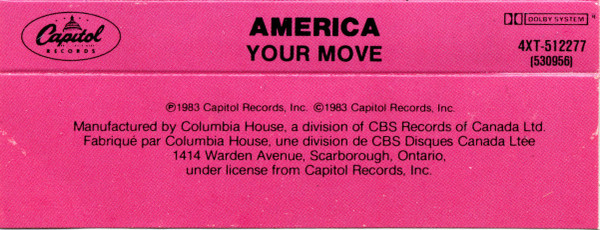 Capitol
RECORDS
AMERICA
YOUR MOVE
DOLBY SYSTEM
4XT-512277
(530956)
℗1983 Capitol Records, Inc. ©1983 Capitol Records, Inc.
Manufactured by Columbia House, a division of CBS Records of Canada Ltd.
Fabriqué par Columbia House, une division de CBS Disques Canada Ltée
1414 Warden Avenue, Scarborough, Ontario,
under license from Capitol Records, Inc.